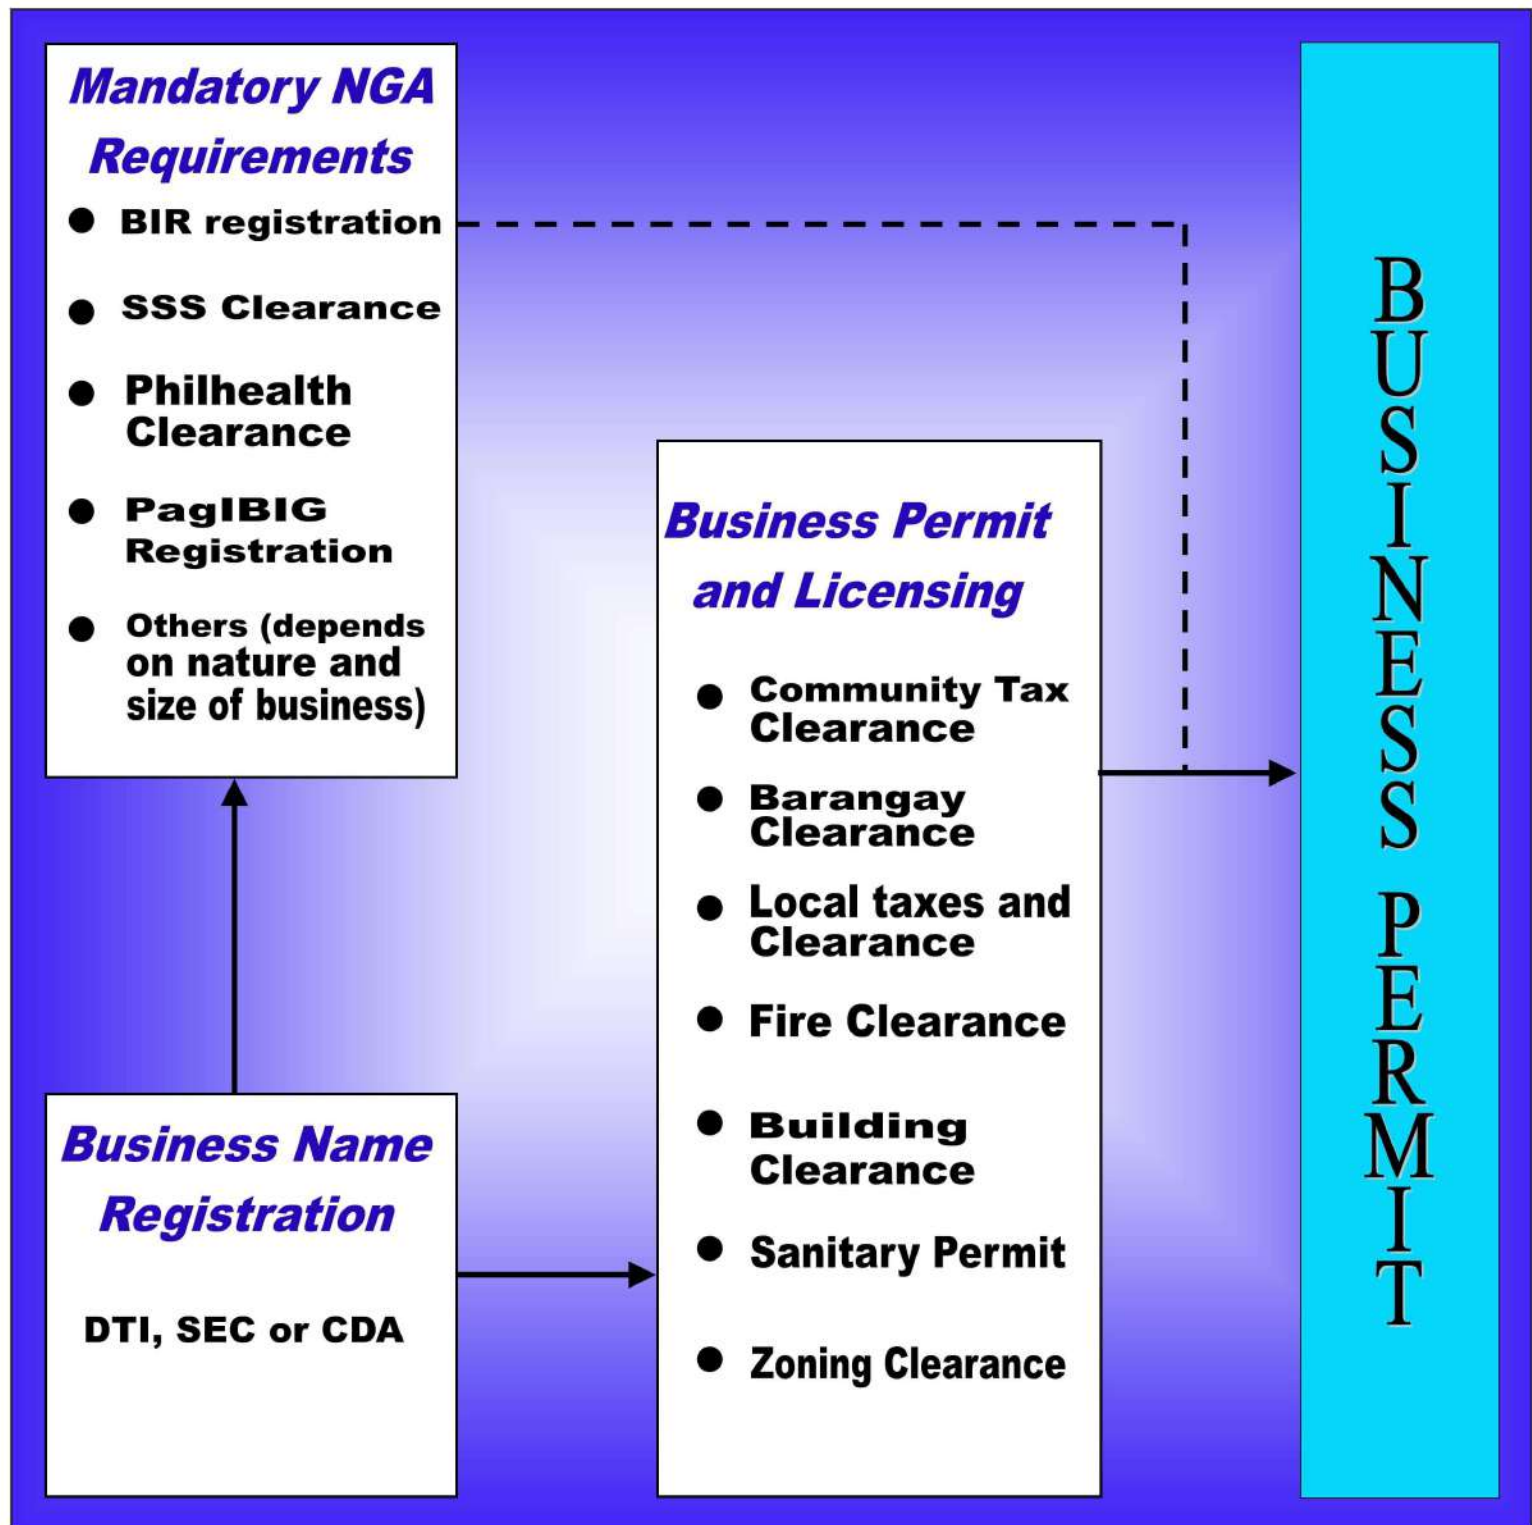 Mandatory NGA
Requirements
● BIR registration
● SSS Clearance
● Philhealth
Clearance
● PagIBIG
Registration
● Others (depends
on nature and
size of business)
Business Name
Registration
DTI, SEC or CDA
Business Permit
and Licensing
● Community Tax
Clearance
● Barangay
Clearance
● Local taxes and
Clearance
● Fire Clearance
● Building
Clearance
● Sanitary Permit
● Zoning Clearance
BUSINESS PERMIT